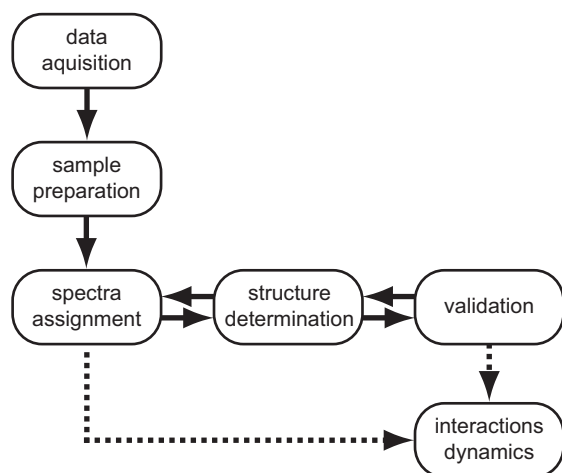 data
aquisition
sample
preparation
spectra
assignment
structure
determination
validation
interactions
dynamics